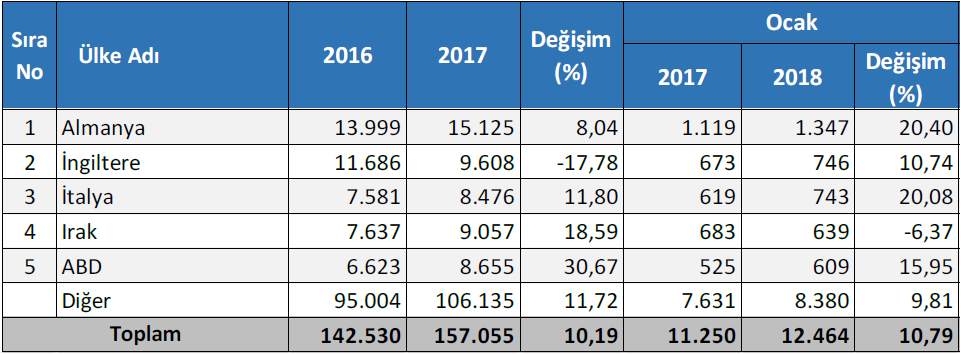 Sıra No Ülke Adı 2016 2017 Değişim (%) Ocak
2017 2018 Değişim (%)
1 Almanya 13.999 15.125 8,04 1.119 1.347 20,40
2 İngiltere 11.686 9.608 -17,78 673 746 10,74
3 İtalya 7.581 8.476 11,80 619 743 20,08
4 Irak 7.637 9.057 18,59 683 639 -6,37
5 ABD 6.623 8.655 30,67 525 609 15,95
Diğer 95.004 106.135 11,72 7.631 8.380 9,81
Toplam 142.530 157.055 10,19 11.250 12.464 10,79